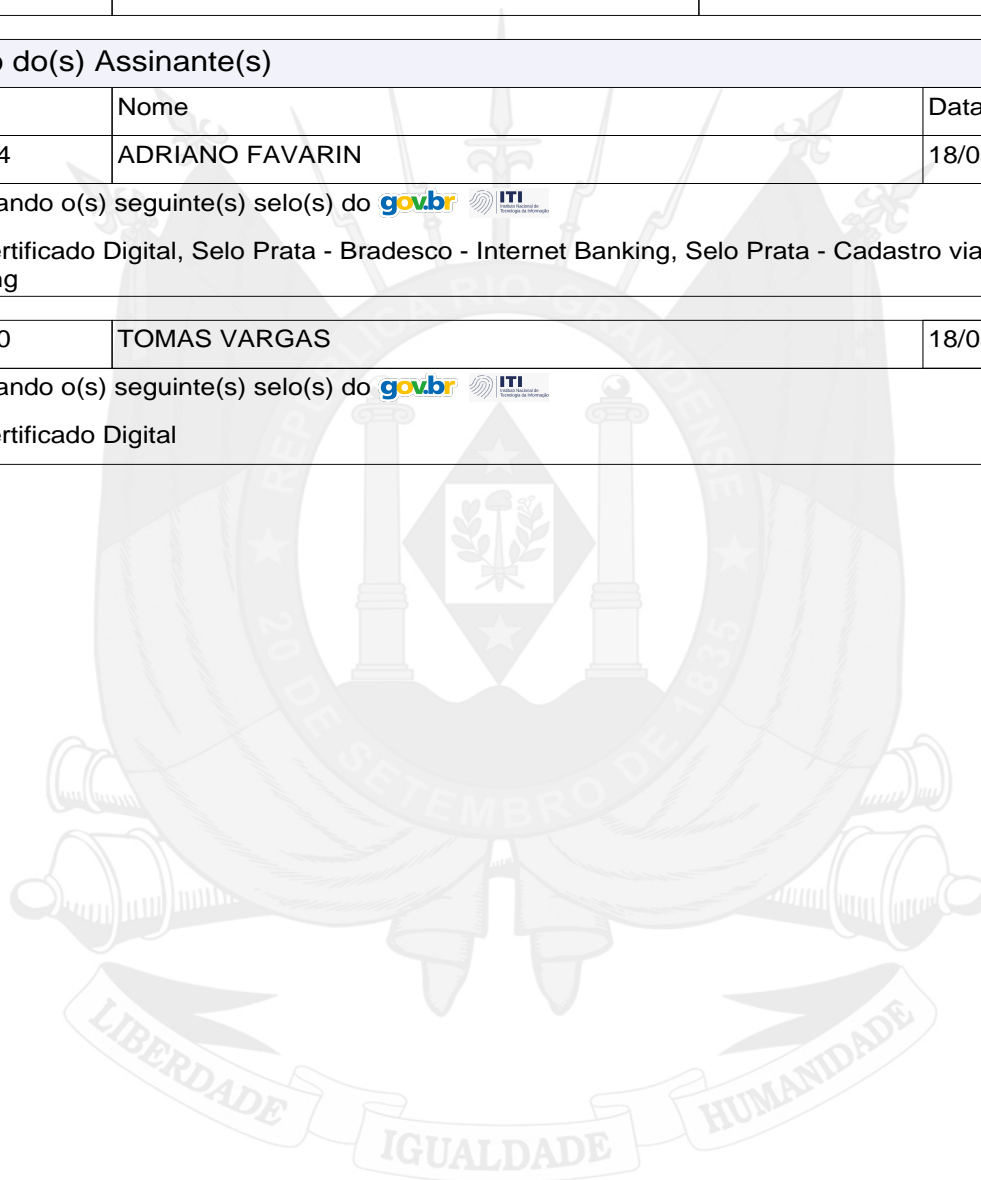 o do(s) Assinante(s)
Nome Data
4 ADRIANO FAVARIN 18/0
ando o(s) seguinte(s) selo(s) do gov.br ITI
ertificado Digital, Selo Prata - Bradesco - Internet Banking, Selo Prata - Cadastro via
ng
0 TOMAS VARGAS 18/0
ando o(s) seguinte(s) selo(s) do gov.br ITI
ertificado Digital
REPÚBLICA RIO GRANDENSE
20 DE SETEMBRO DE 1835
LIBERDADE IGUALDADE HUMANIDADE